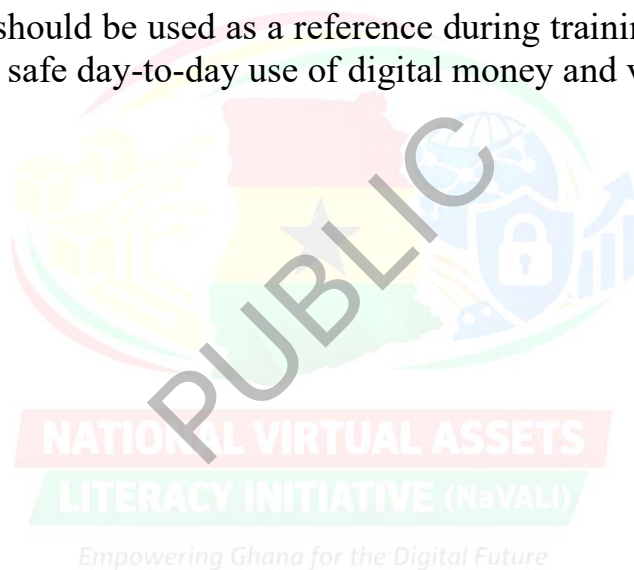 should be used as a reference during trainin
safe day-to-day use of digital money and v
PUBLIC
NATIONAL VIRTUAL ASSETS
LITERACY INITIATIVE (NaVALI)
Empowering Ghana for the Digital Future